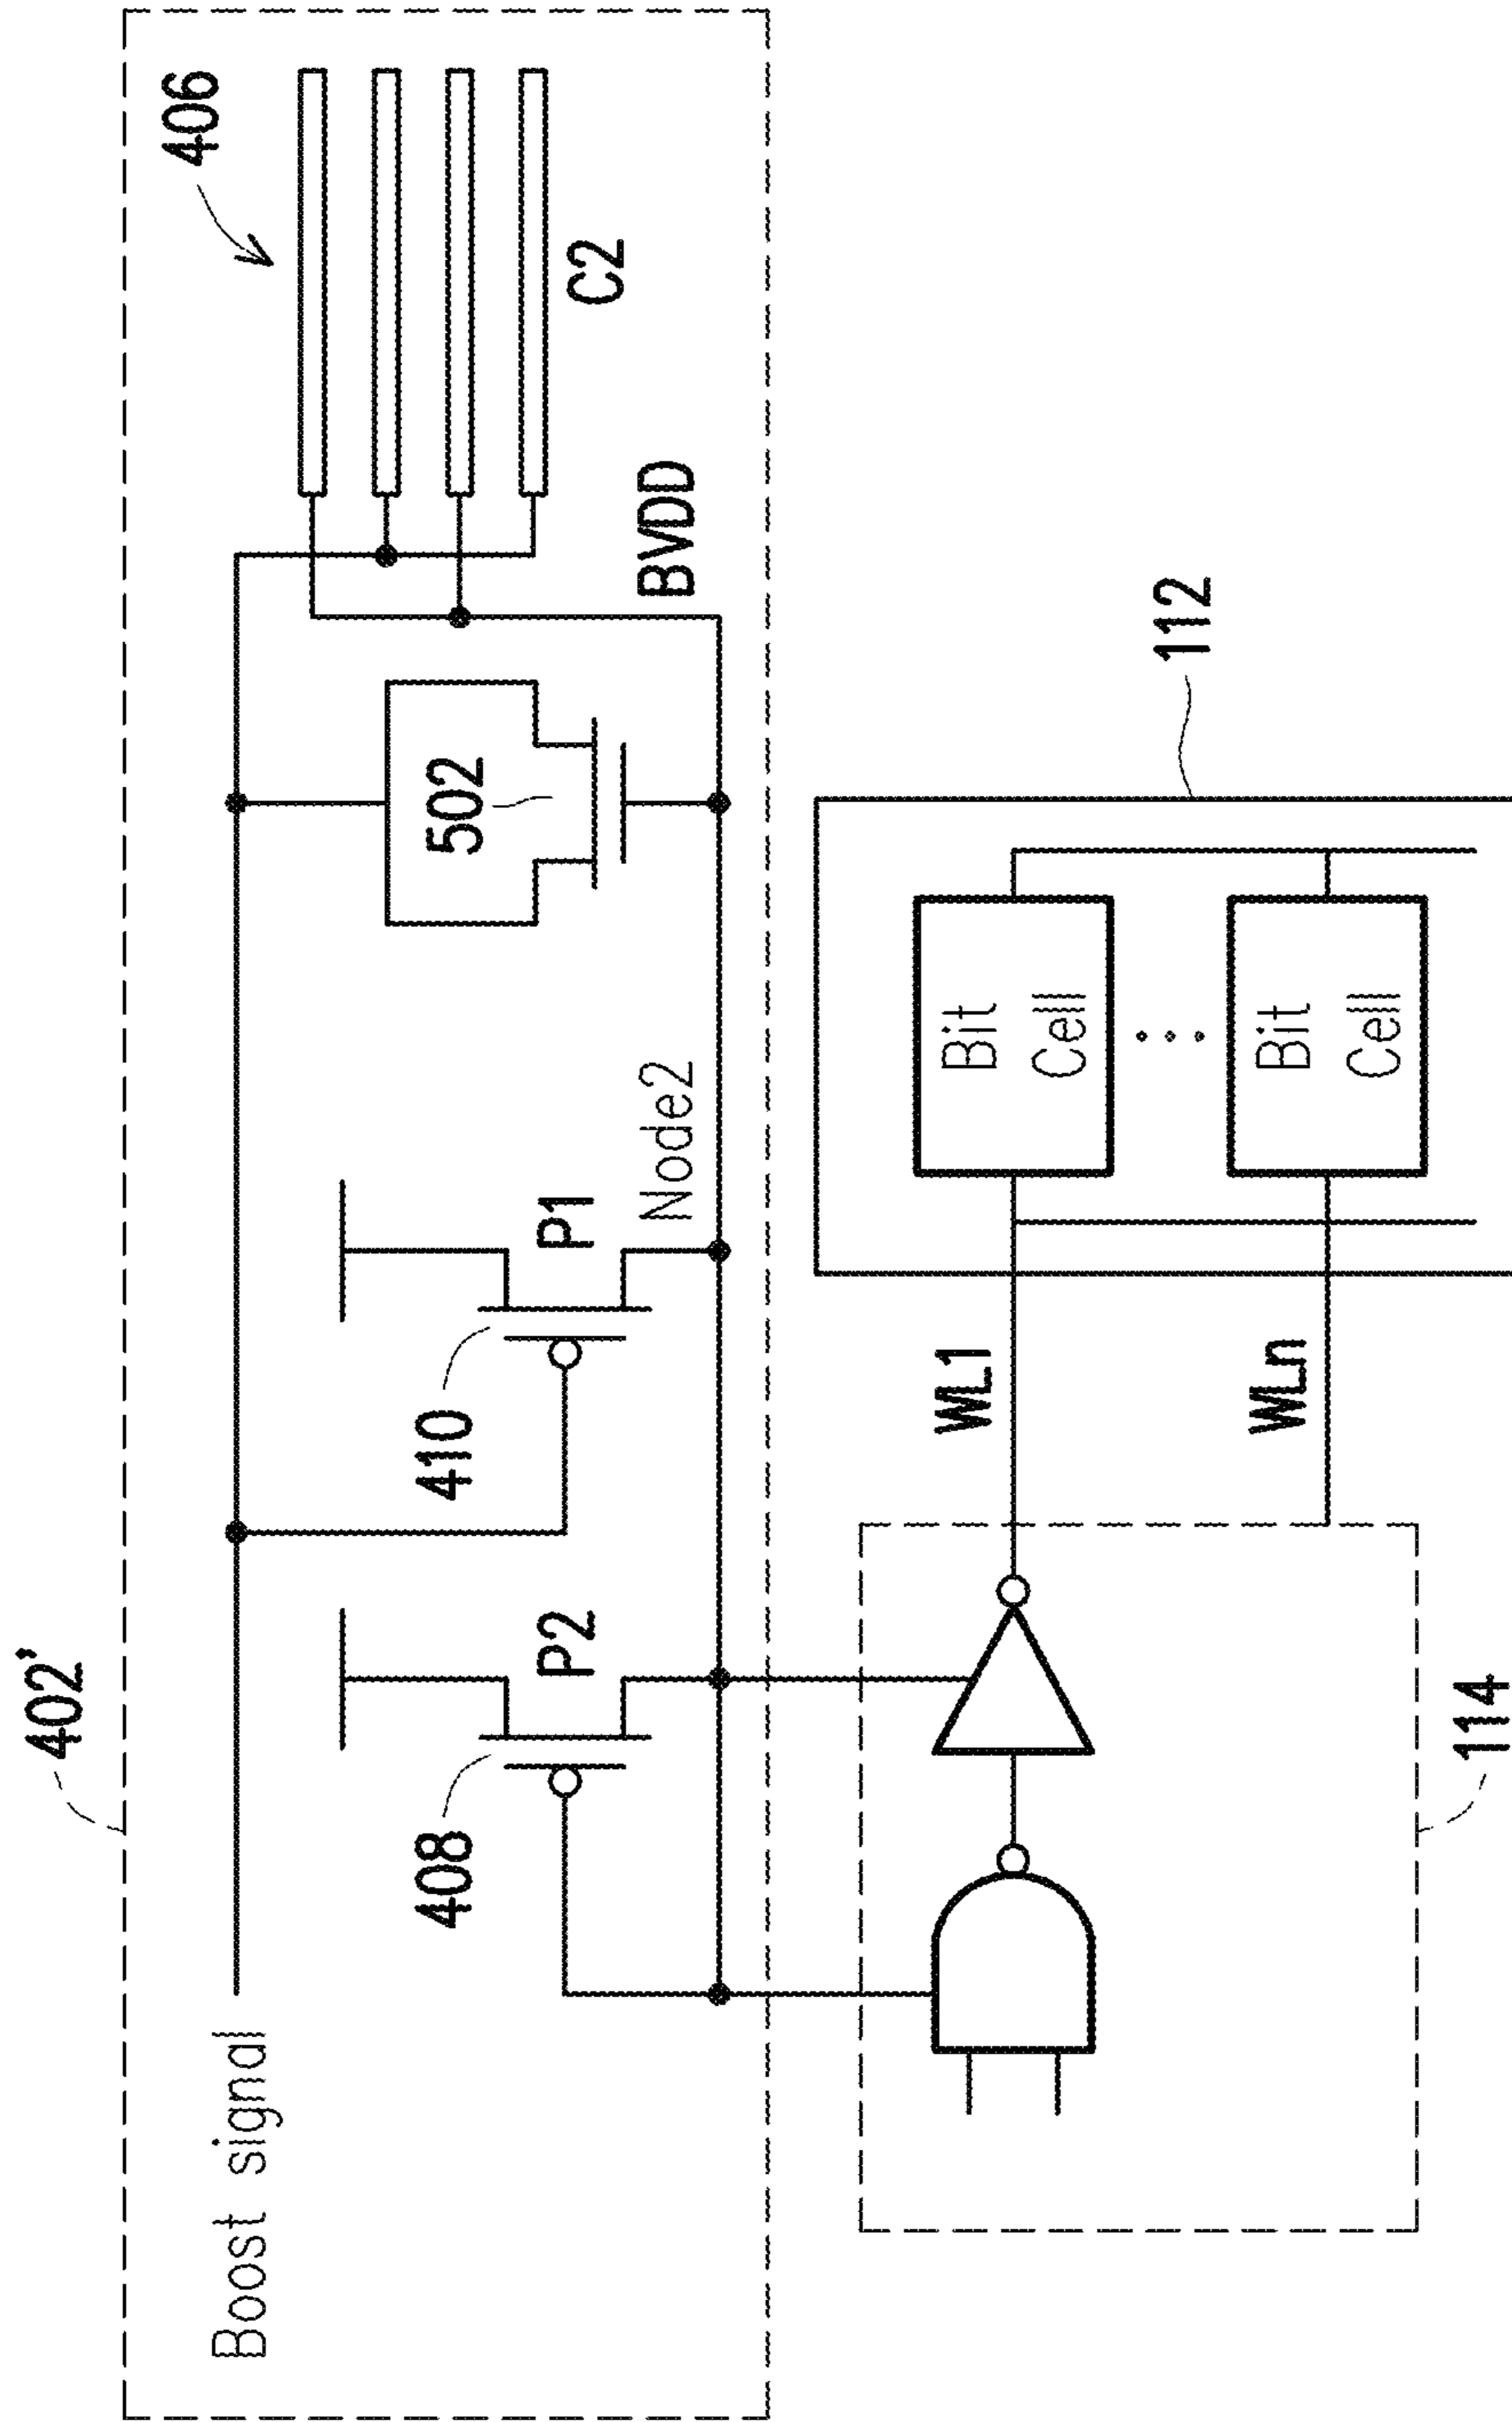 402'
406
Boost signal
408
P2
410
P1
Node2
502
BVDD
C2
WL1
WLn
Bit
Cell
Bit
Cell
112
114